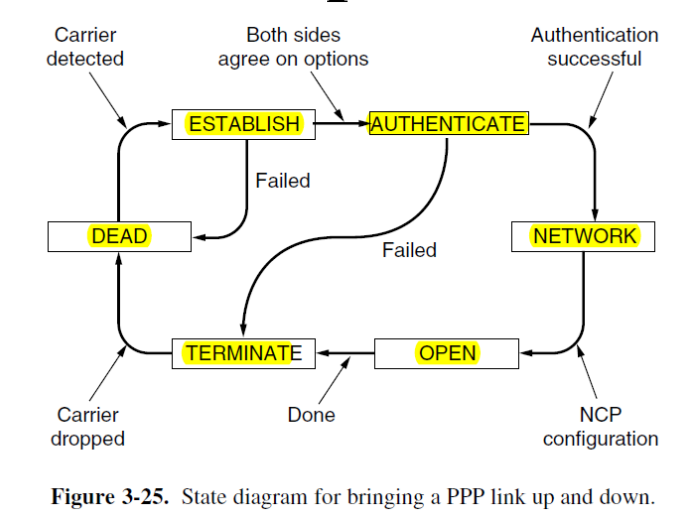 Carrier
detected
Both sides
agree on options
Authentication
successful
ESTABLISH
AUTHENTICATE
Failed
DEAD
Failed
NETWORK
TERMINATE
OPEN
Carrier
dropped
Done
NCP
configuration
Figure 3-25. State diagram for bringing a PPP link up and down.